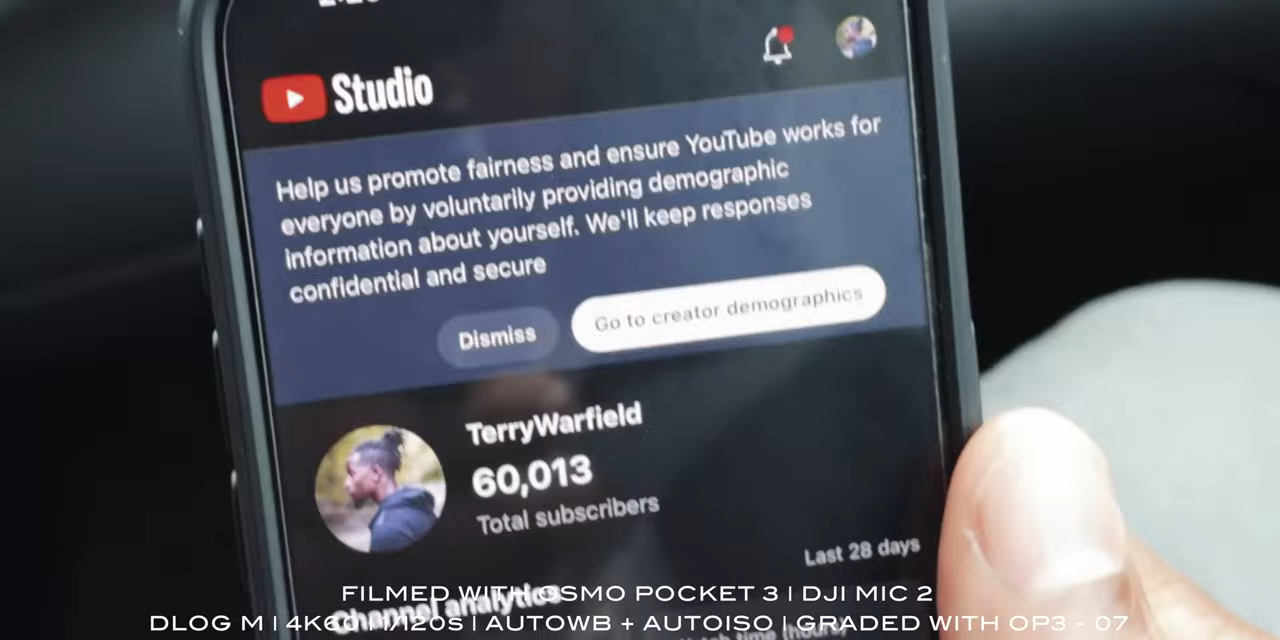 Studio
Help us promote fairness and ensure YouTube works for
everyone by voluntarily providing demographic
information about yourself. We'll keep responses
confidential and secure
Dismiss
Go to creator demographics
TerryWarfield
60,013
Total subscribers
Last 28 days
Channel analytics
FILMED WITH OSMO POCKET 3 | DJI MIC 2
DLOG M | 4K60 | 1/120s | AUTOWB + AUTOISO | GRADED WITH OP3 - 07